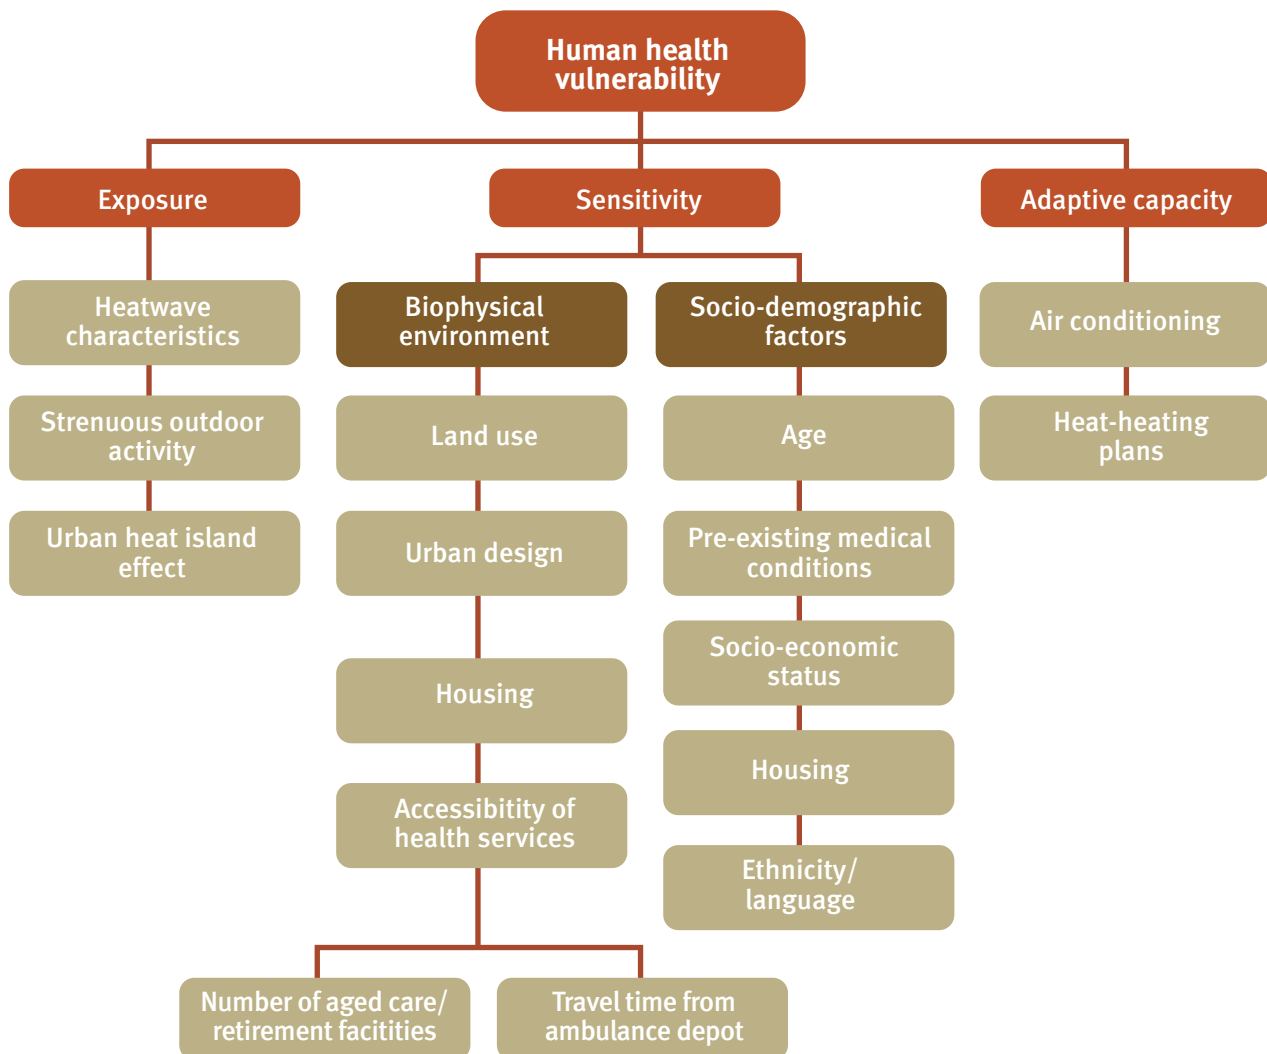 Human health
vulnerability
Exposure
Sensitivity
Adaptive capacity
Heatwave
characteristics
Biophysical
environment
Socio-demographic
factors
Air conditioning
Strenuous outdoor
activity
Land use
Age
Heat-heating
plans
Urban heat island
effect
Urban design
Pre-existing medical
conditions
Housing
Socio-economic
status
Accessibitity of
health services
Housing
Ethnicity/
language
Number of aged care/
retirement facitities
Travel time from
ambulance depot